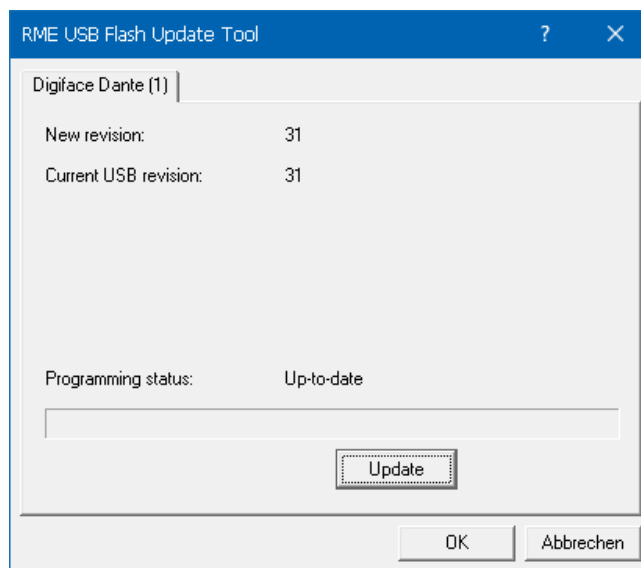 RME USB Flash Update Tool ?
Digiface Dante (1)
New revision: 31
Current USB revision: 31
Programming status: Up-to-date
Update
OK Abbrechen